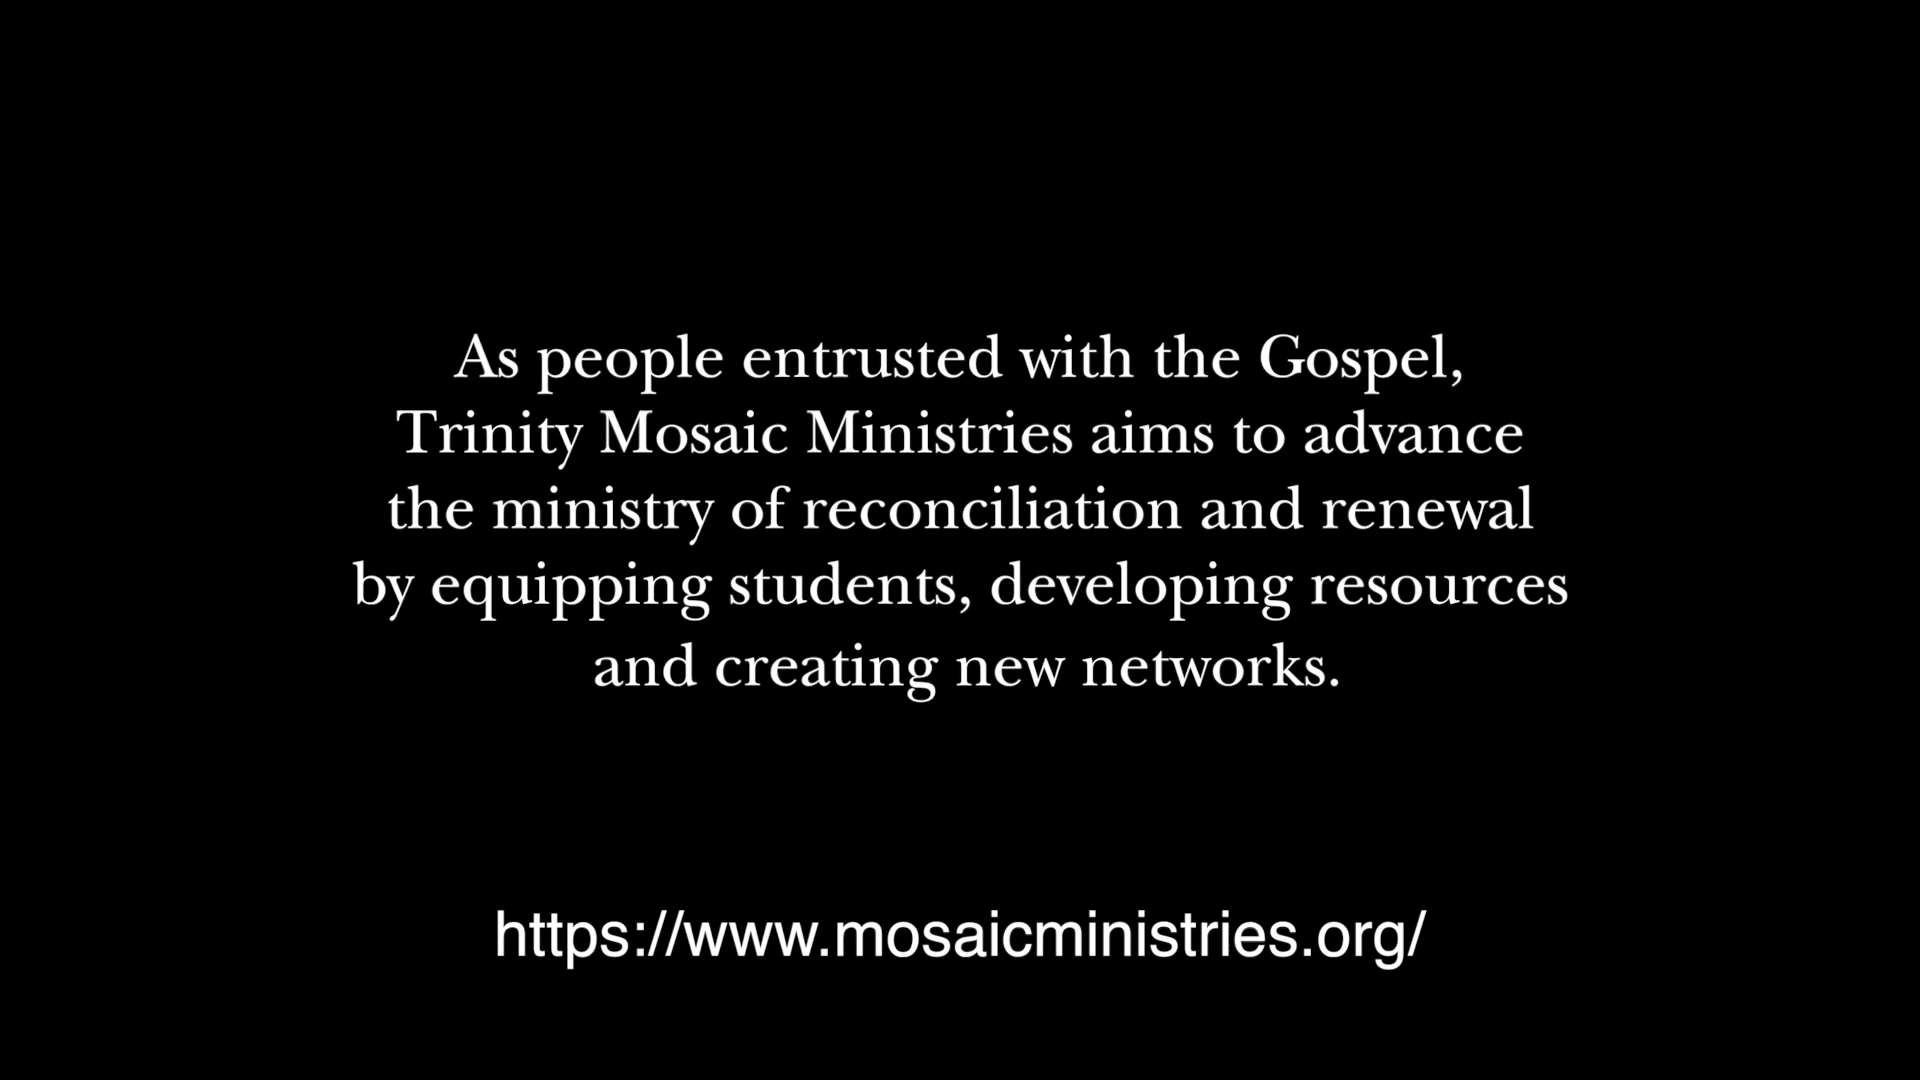 As people entrusted with the Gospel,
Trinity Mosaic Ministries aims to advance
the ministry of reconciliation and renewal
by equipping students, developing resources
and creating new networks.
https://www.mosaicministries.org/